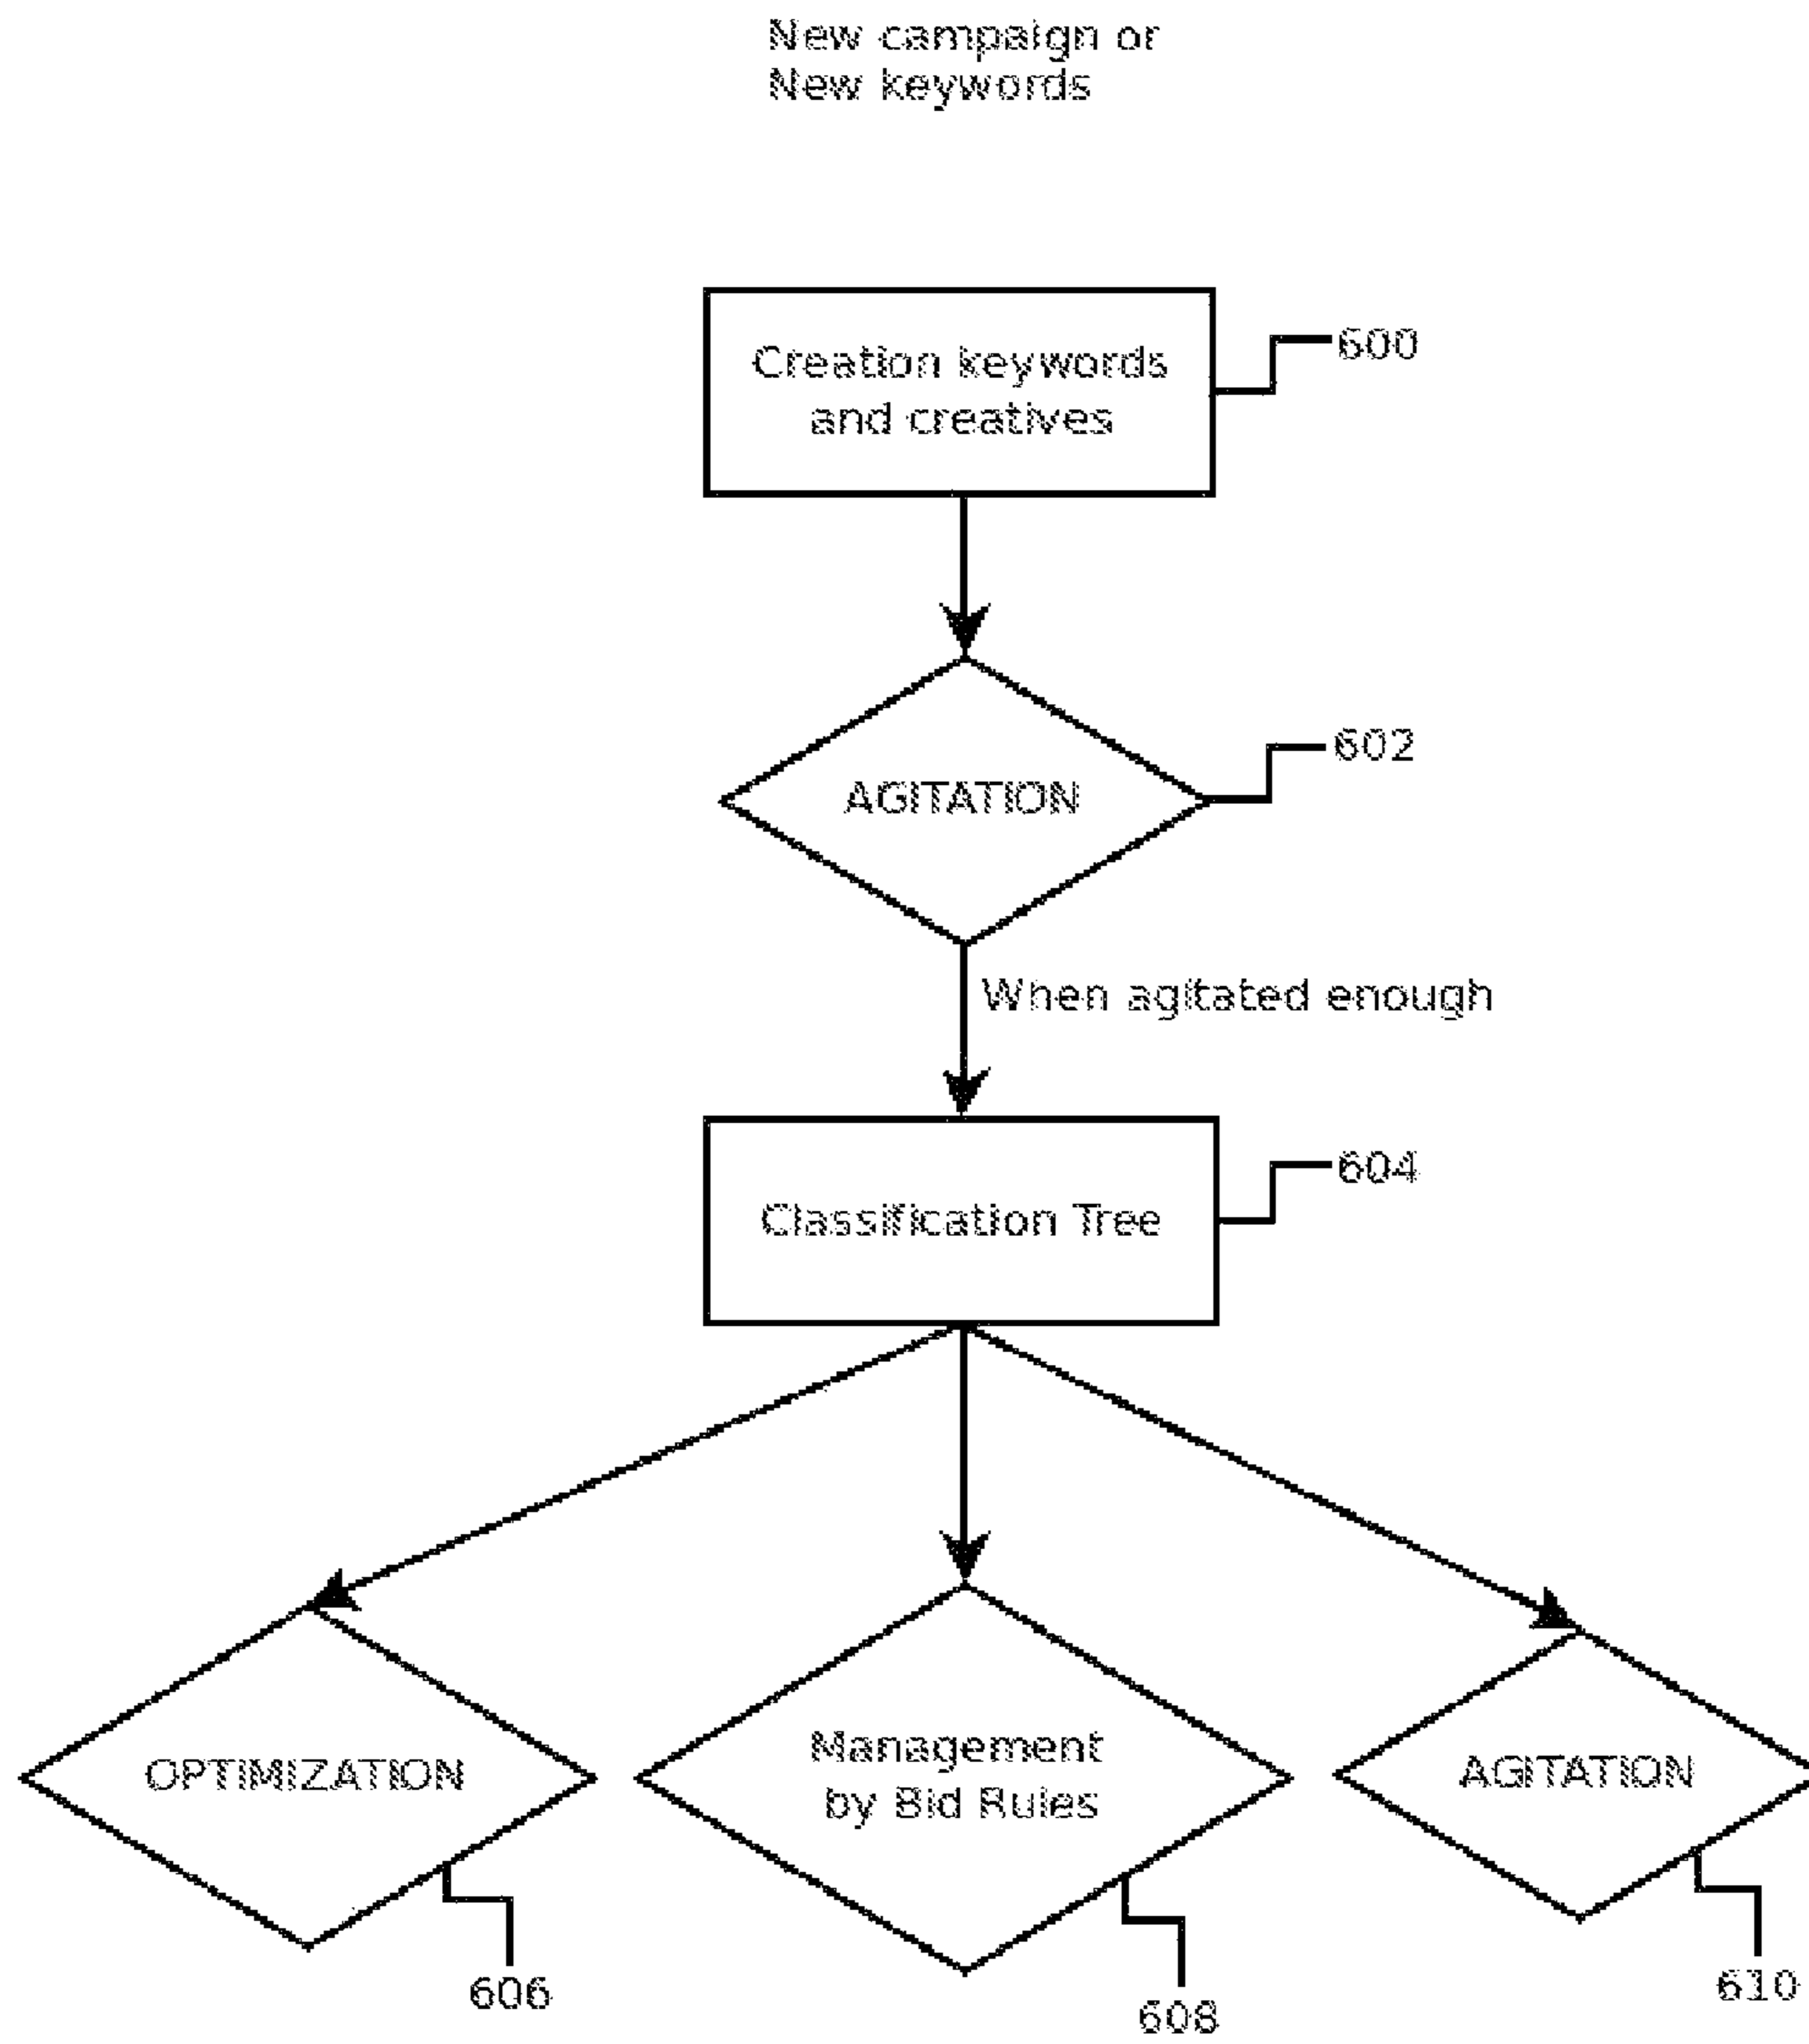 New campaign or
New keywords
Creation keywords
and creatives
600
AGITATION
602
When agitated enough
Classification Tree
604
OPTIMIZATION
Management
by Bid Rules
AGITATION
606
608
610